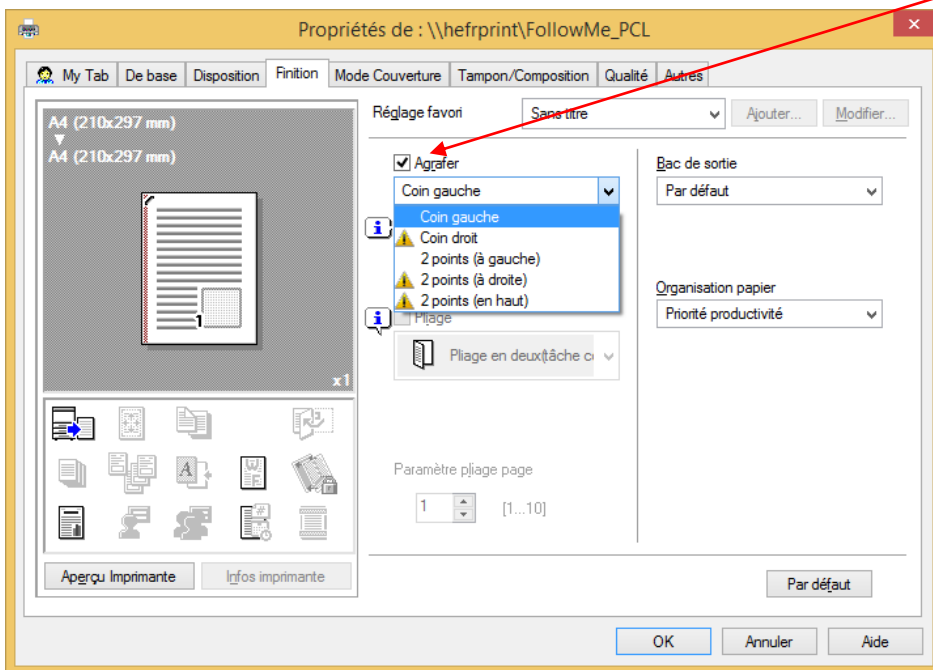 Propriétés de : \\hefrprint\FollowMe_PCL
My Tab De base Disposition Finition Mode Couverture Tampon/Composition Qualité Autres
A4 (210x297 mm)
A4 (210x297 mm)
1
x1
Aperçu Imprimante Infos imprimante
Réglage favori Sans titre Ajouter... Modifier...
Agrafer
Coin gauche
Coin gauche
Coin droit
2 points (à gauche)
2 points (à droite)
2 points (en haut)
Pliage
Pliage en deux(tâche c
Paramètre pliage page
1 [1...10]
Bac de sortie
Par défaut
Organisation papier
Priorité productivité
Par défaut
OK Annuler Aide